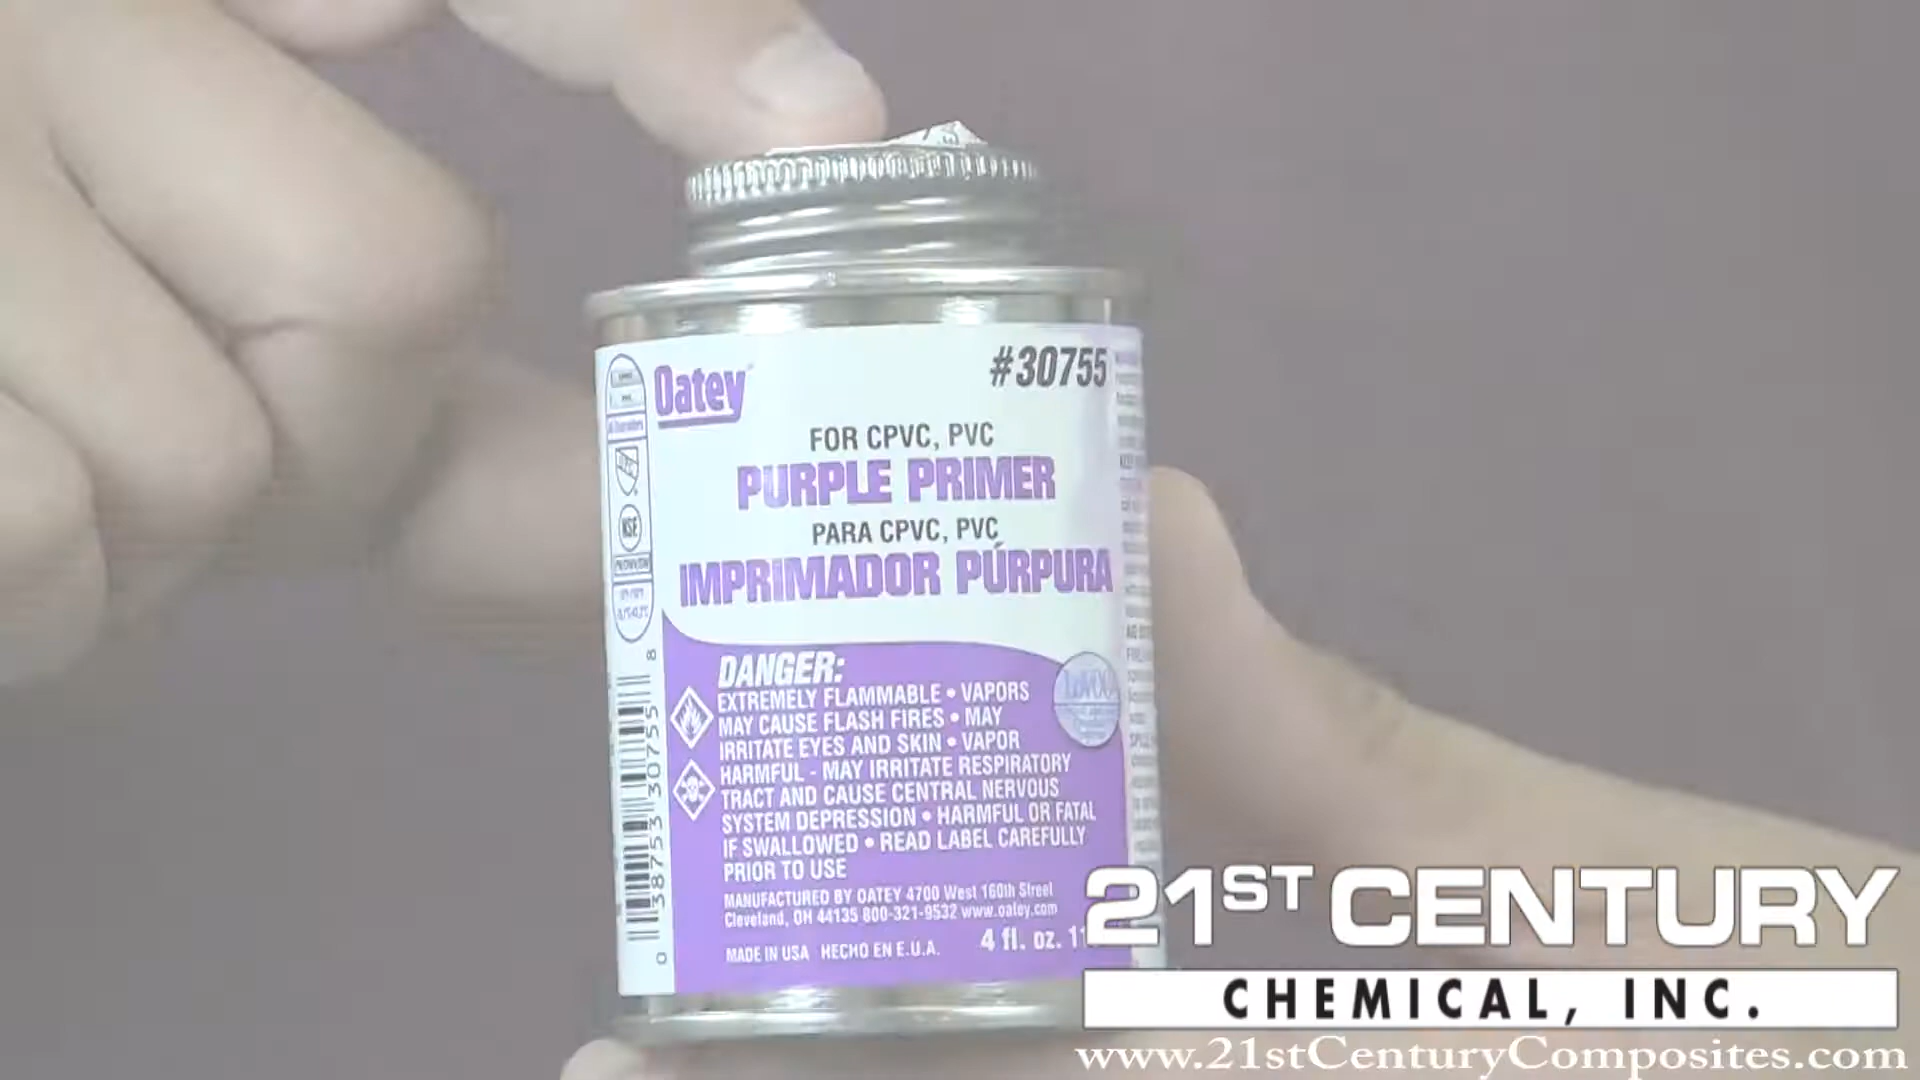 Oatey
#30755
FOR CPVC, PVC
PURPLE PRIMER
PARA CPVC, PVC
IMPRIMADOR PÚRPURA
DANGER:
EXTREMELY FLAMMABLE • VAPORS
MAY CAUSE FLASH FIRES • MAY
IRRITATE EYES AND SKIN • VAPOR
HARMFUL - MAY IRRITATE RESPIRATORY
TRACT AND CAUSE CENTRAL NERVOUS
SYSTEM DEPRESSION • HARMFUL OR FATAL
IF SWALLOWED • READ LABEL CAREFULLY
PRIOR TO USE
MANUFACTURED BY OATEY 4700 West 160th Street
Cleveland, OH 44135 800-321-9532 www.oatey.com
MADE IN USA HECHO EN E.U.A.
4 fl. oz.
0 38753 30755 8
21ST CENTURY
CHEMICAL, INC.
www.21stCenturyComposites.com